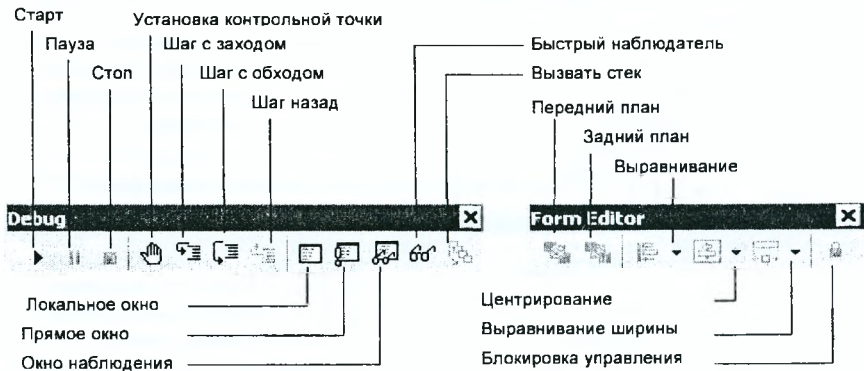 Старт
Установка контрольной точки
Пауза
Шаг с заходом
Быстрый наблюдатель
Стоп
Шаг с обходом
Вызвать стек
Шаг назад
Передний план
Задний план
Выравнивание
Debug
Form Editor
Локальное окно
Центрирование
Прямое окно
Выравнивание ширины
Окно наблюдения
Блокировка управления